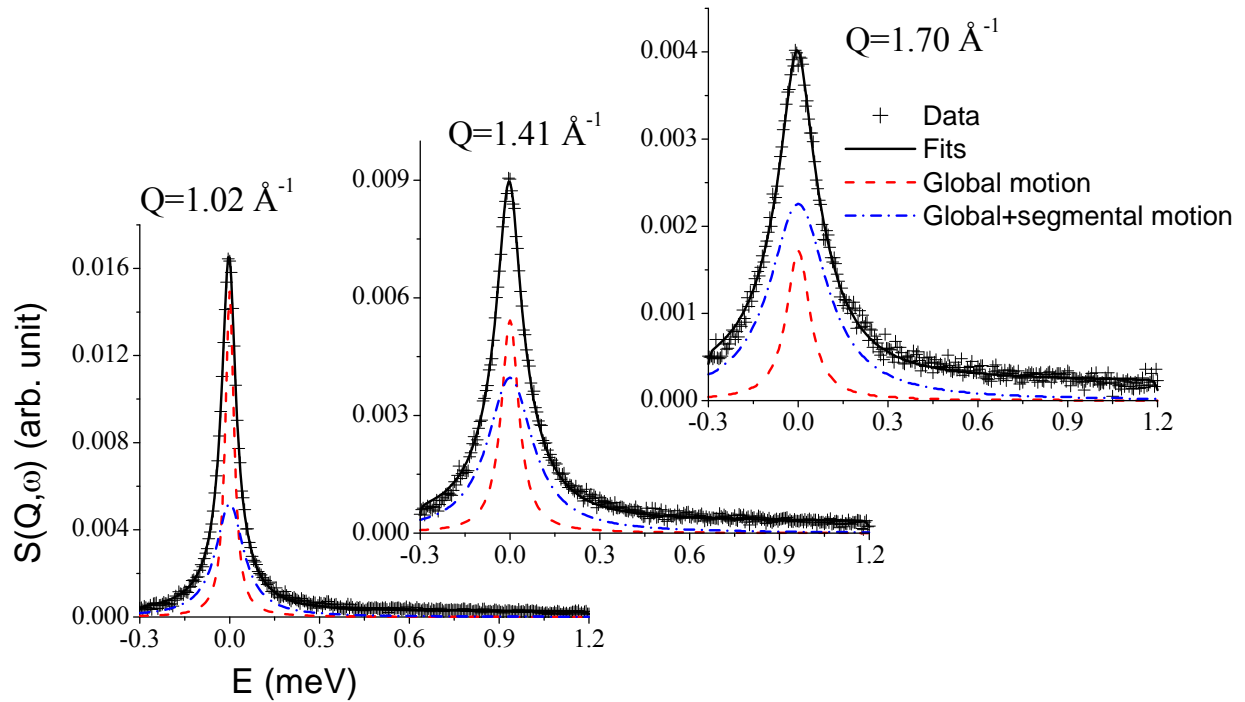 Q=1.70 Å-1
0.004
0.003
0.002
0.001
0.000
-0.3 0.0 0.3 0.6 0.9 1.2
Data
Fits
Global motion
Global+segmental motion
Q=1.41 Å-1
0.009
0.006
0.003
0.000
-0.3 0.0 0.3 0.6 0.9 1.2
Q=1.02 Å-1
0.016
0.012
0.008
0.004
0.000
-0.3 0.0 0.3 0.6 0.9 1.2
S(Q,ω) (arb. unit)
E (meV)